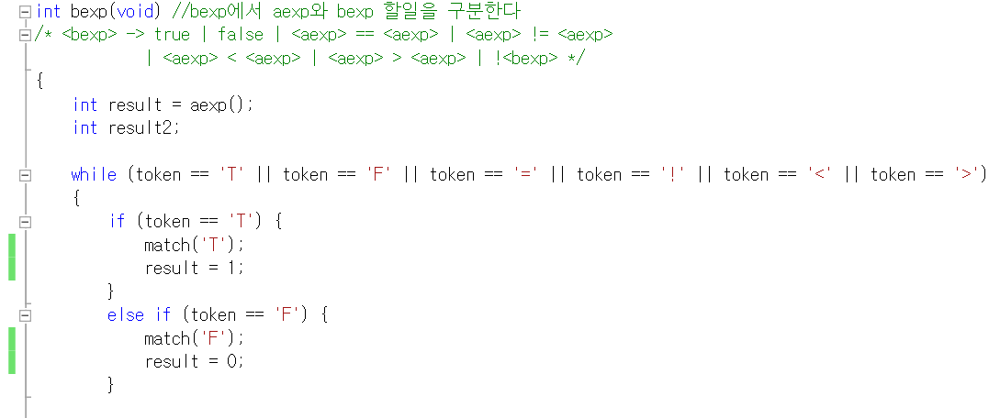 int bexp(void) //bexp에서 aexp와 bexp 할일을 구분한다
/* <bexp> -> true | false | <aexp> == <aexp> | <aexp> != <aexp>
| <aexp> < <aexp> | <aexp> > <aexp> | !<bexp> */
{
int result = aexp();
int result2;
while (token == 'T' || token == 'F' || token == '=' || token == '!' || token == '<' || token == '>')
{
if (token == 'T') {
match('T');
result = 1;
}
else if (token == 'F') {
match('F');
result = 0;
}